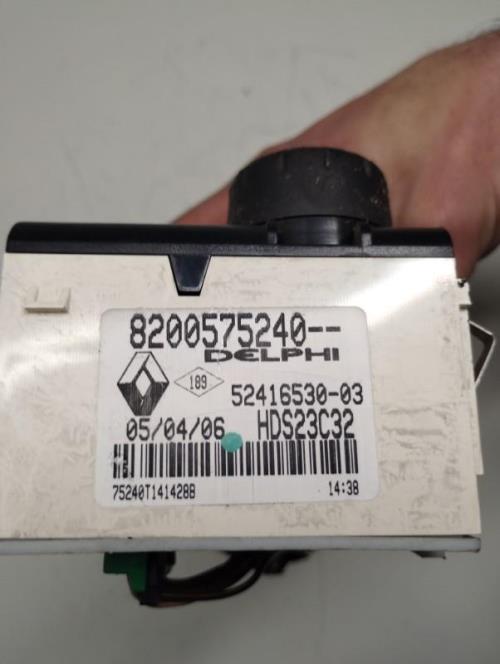 8200575240--
DELPHI
189
52416530-03
05/04/06 HDS23C32
75240T141428B 14:38